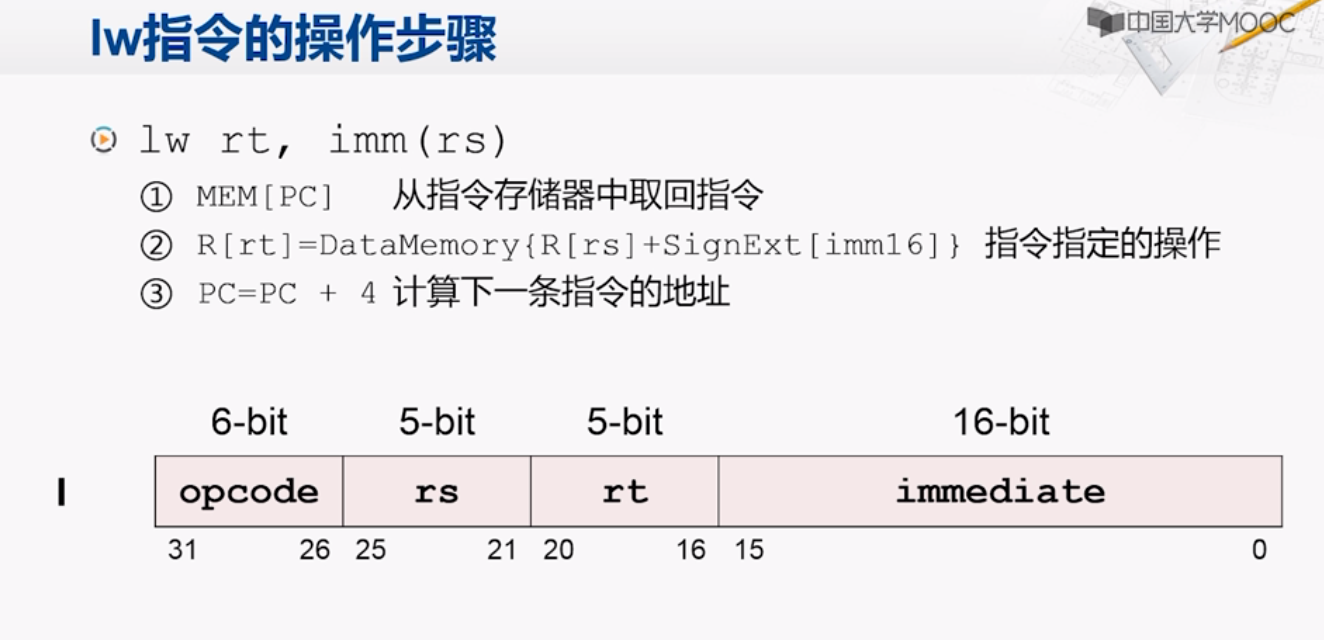 lw指令的操作步骤
中国大学MOOC
lw rt, imm(rs)
① MEM[PC] 从指令存储器中取回指令
② R[rt]=DataMemory{R[rs]+SignExt[imm16]} 指令指定的操作
③ PC=PC + 4 计算下一条指令的地址
6-bit 5-bit 5-bit 16-bit
I opcode rs rt immediate
31 26 25 21 20 16 15 0